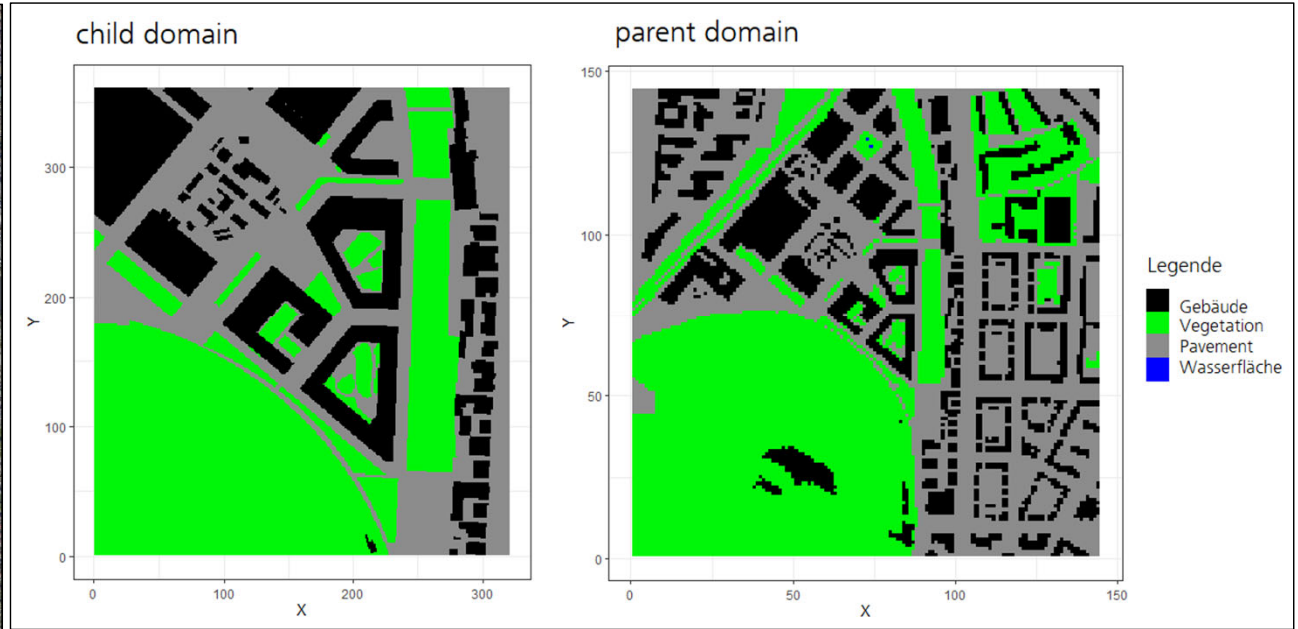 child domain
parent domain
300
200
100
0
Y
0
100
200
300
X
150
100
50
0
Y
0
50
100
150
X
Legende
Gebäude
Vegetation
Pavement
Wasserfläche